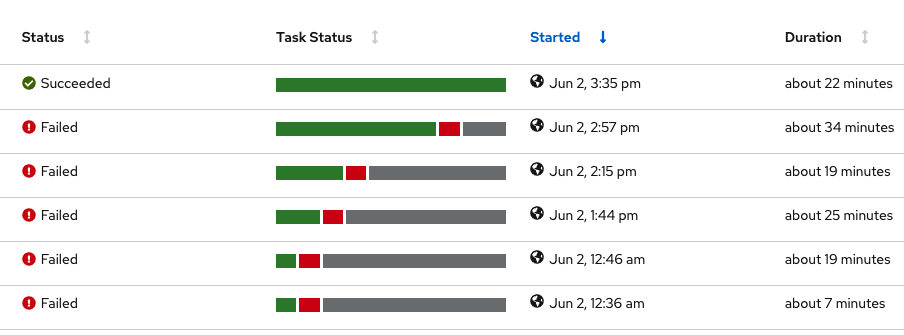 Status Task Status Started Duration
Succeeded Jun 2, 3:35 pm about 22 minutes
Failed Jun 2, 2:57 pm about 34 minutes
Failed Jun 2, 2:15 pm about 19 minutes
Failed Jun 2, 1:44 pm about 25 minutes
Failed Jun 2, 12:46 am about 19 minutes
Failed Jun 2, 12:36 am about 7 minutes